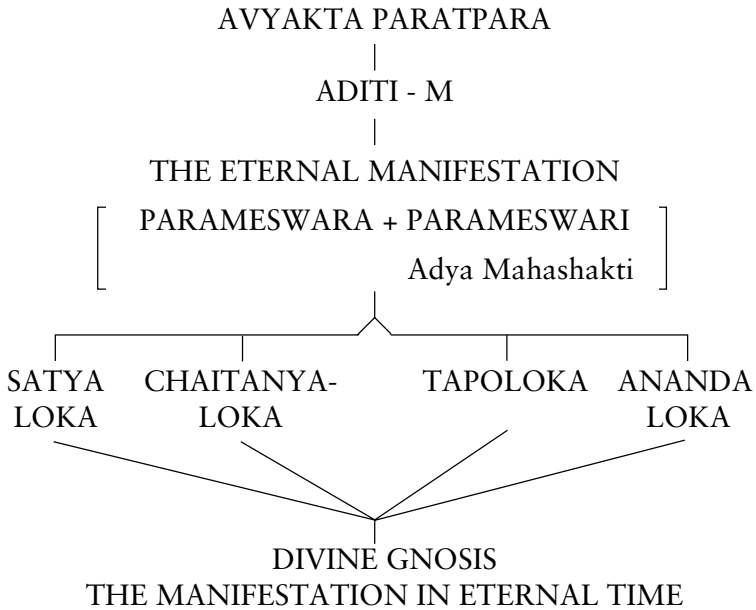 AVYAKTA PARATPARA
ADITI - M
THE ETERNAL MANIFESTATION
PARAMESWARA + PARAMESWARI
Adya Mahashakti
SATYA CHAITANYA- TAPOLOKA ANANDA
LOKA LOKA LOKA
DIVINE GNOSIS
THE MANIFESTATION IN ETERNAL TIME